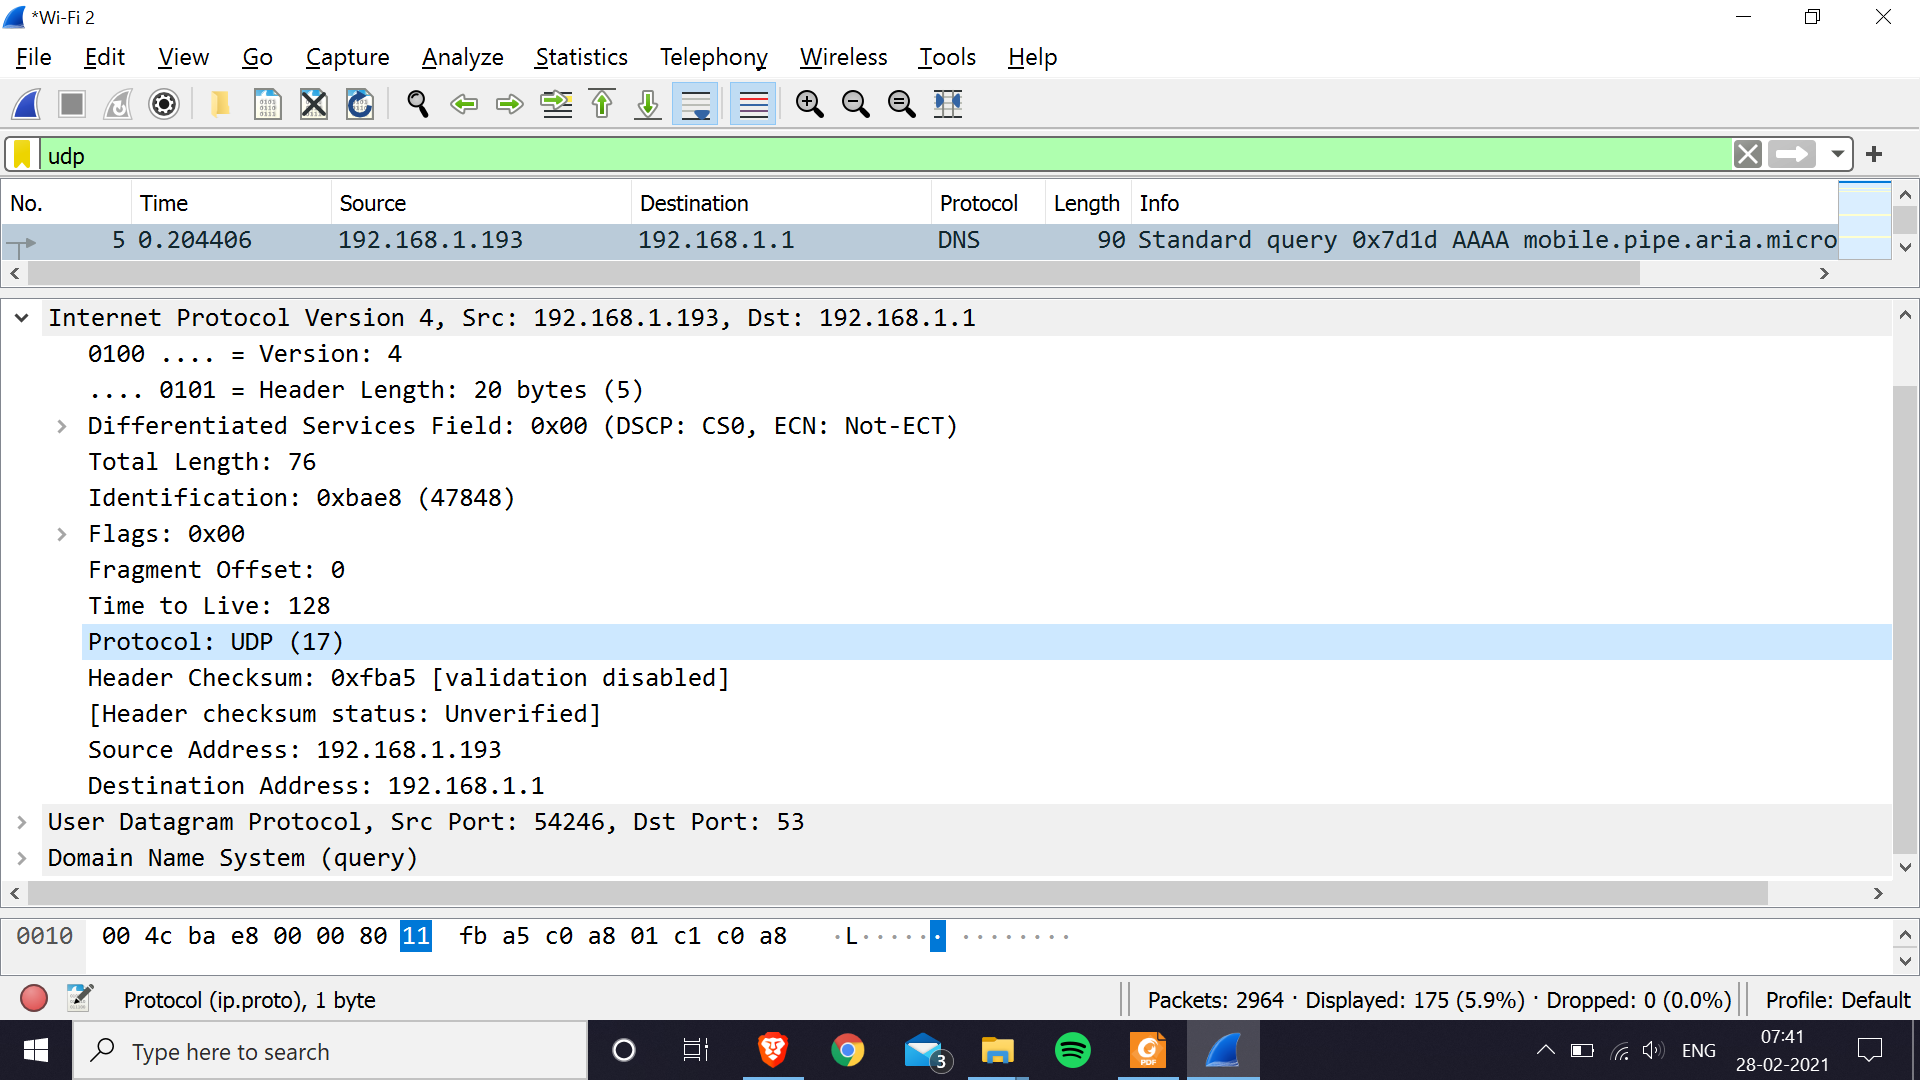 *Wi-Fi 2
File Edit View Go Capture Analyze Statistics Telephony Wireless Tools Help
udp
No. Time Source Destination Protocol Length Info
5 0.204406 192.168.1.193 192.168.1.1 DNS 90 Standard query 0x7d1d AAAA mobile.pipe.aria.micro
Internet Protocol Version 4, Src: 192.168.1.193, Dst: 192.168.1.1
0100 .... = Version: 4
.... 0101 = Header Length: 20 bytes (5)
Differentiated Services Field: 0x00 (DSCP: CS0, ECN: Not-ECT)
Total Length: 76
Identification: 0xbae8 (47848)
Flags: 0x00
Fragment Offset: 0
Time to Live: 128
Protocol: UDP (17)
Header Checksum: 0xfba5 [validation disabled]
[Header checksum status: Unverified]
Source Address: 192.168.1.193
Destination Address: 192.168.1.1
User Datagram Protocol, Src Port: 54246, Dst Port: 53
Domain Name System (query)
0010 00 4c ba e8 00 00 80 11 fb a5 c0 a8 01 c1 c0 a8 ·L······ ········
Protocol (ip.proto), 1 byte Packets: 2964 · Displayed: 175 (5.9%) · Dropped: 0 (0.0%) Profile: Default
Type here to search 3 PDF ENG 07:41
28-02-2021